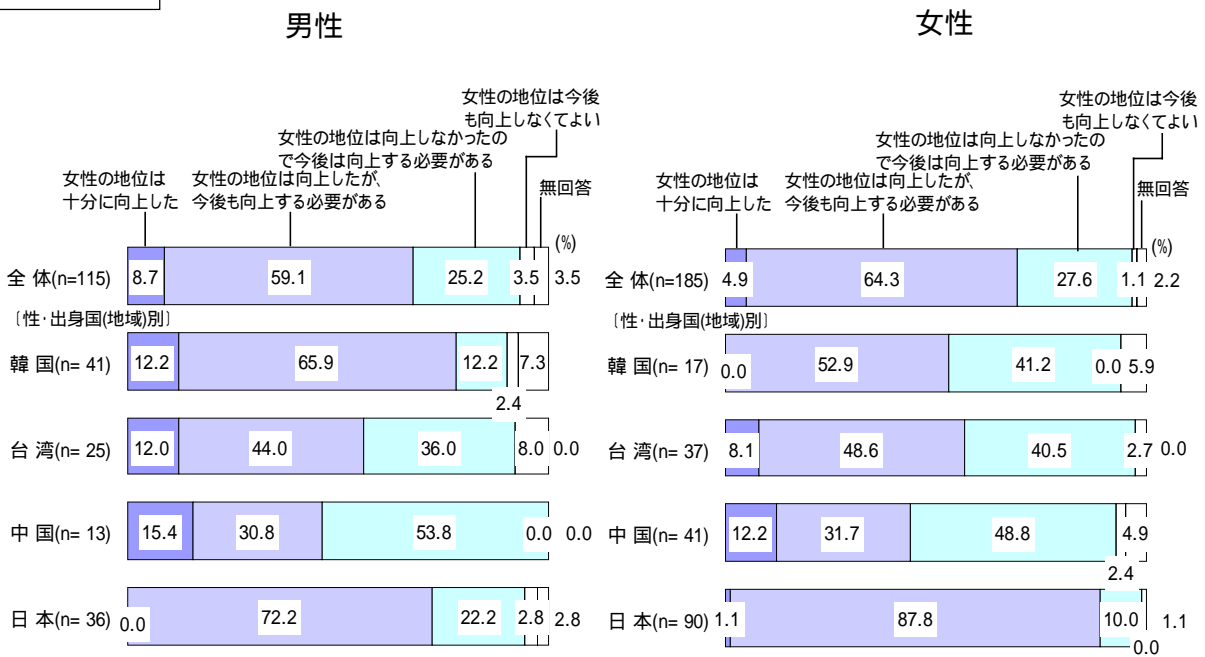 男性
女性の地位は今後
も向上しなくてよい
女性の地位は向上しなかったの
で今後は向上する必要がある
女性の地位は
十分に向上した
女性の地位は向上したが、
今後も向上する必要がある
無回答
(%)
全 体(n=115) 8.7 59.1 25.2 3.5 3.5
〔性・出身国(地域)別〕
韓 国(n= 41) 12.2 65.9 12.2 7.3
2.4
台 湾(n= 25) 12.0 44.0 36.0 8.0 0.0
中 国(n= 13) 15.4 30.8 53.8 0.0 0.0
日 本(n= 36) 0.0 72.2 22.2 2.8 2.8
女性
女性の地位は今後
も向上しなくてよい
女性の地位は向上しなかったの
で今後は向上する必要がある
女性の地位は
十分に向上した
女性の地位は向上したが、
今後も向上する必要がある
無回答
(%)
全 体(n=185) 4.9 64.3 27.6 1.1 2.2
〔性・出身国(地域)別〕
韓 国(n= 17) 0.0 52.9 41.2 0.0 5.9
台 湾(n= 37) 8.1 48.6 40.5 2.7 0.0
中 国(n= 41) 12.2 31.7 48.8 4.9
2.4
日 本(n= 90) 1.1 87.8 10.0 1.1
0.0